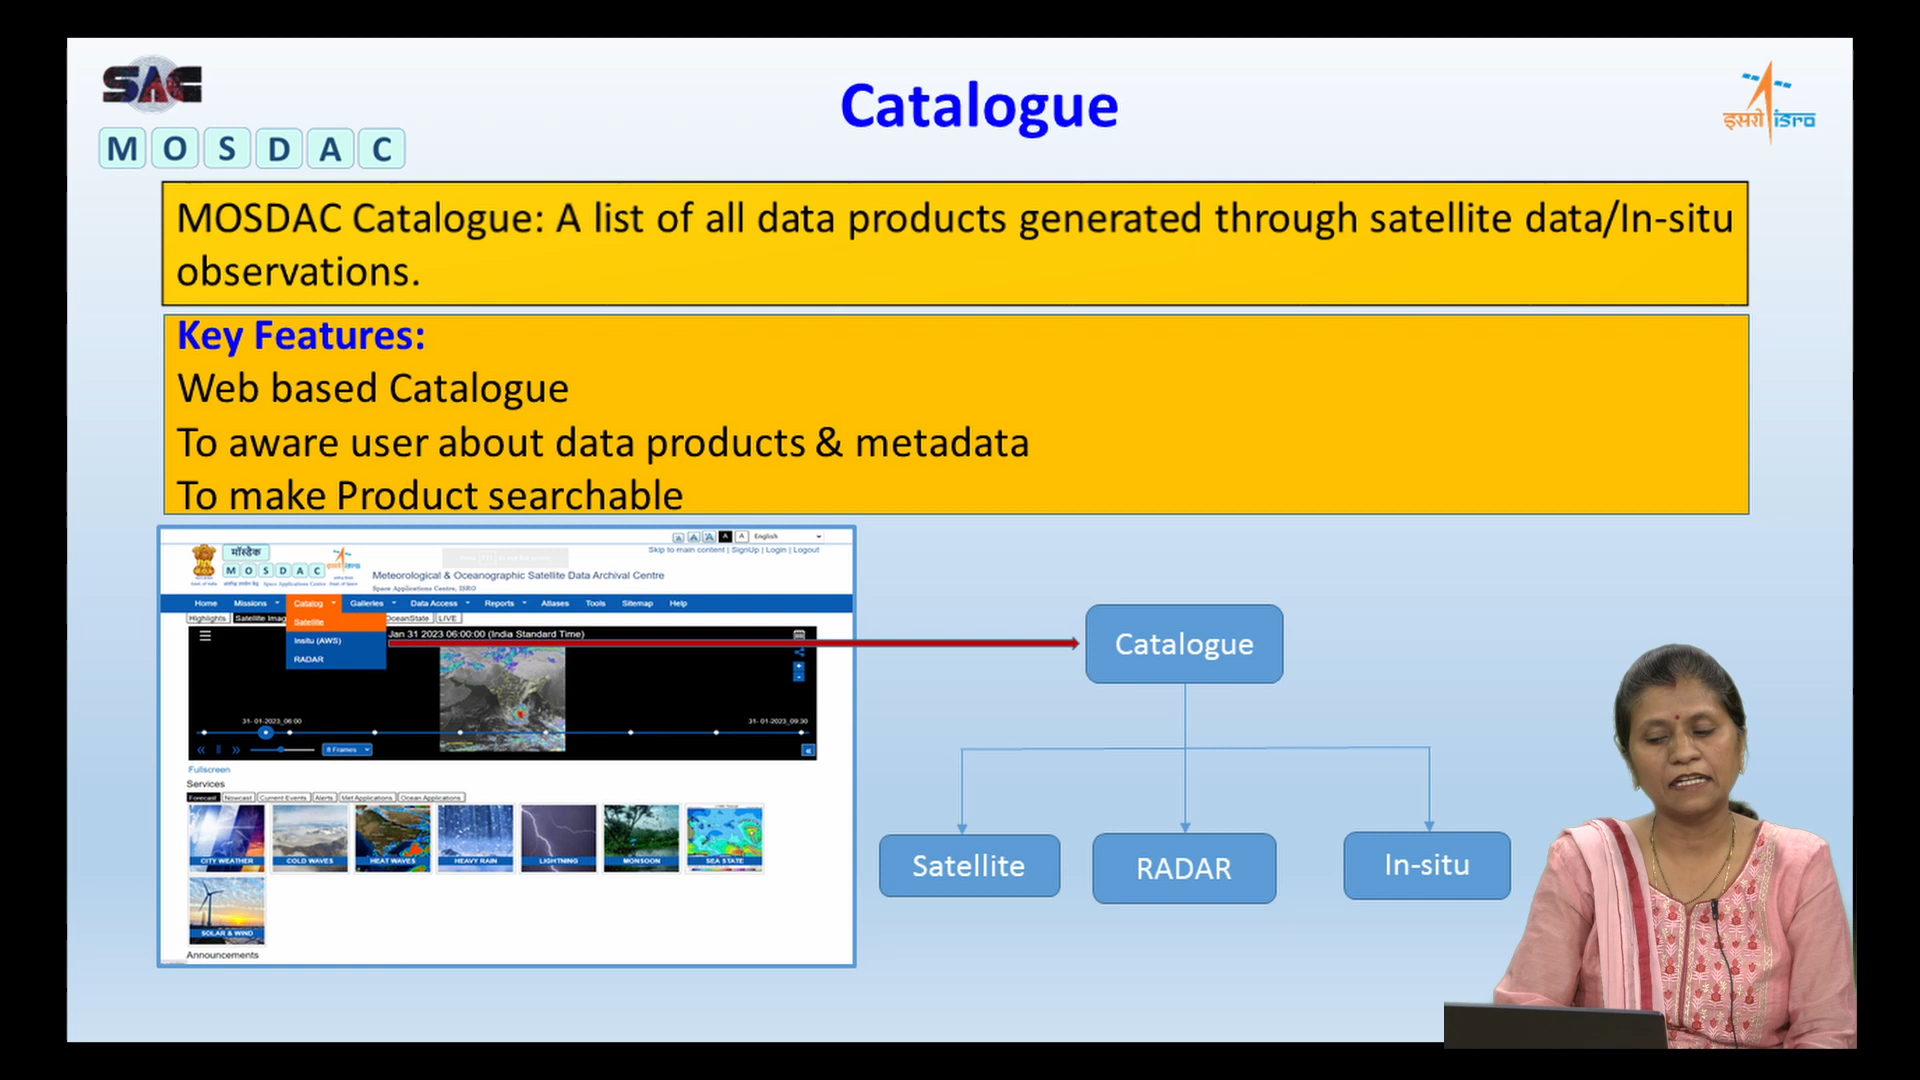 SAC
MOSDAC
Catalogue
इसरो isro
MOSDAC Catalogue: A list of all data products generated through satellite data/In-situ
observations.
Key Features:
Web based Catalogue
To aware user about data products & metadata
To make Product searchable
A A A A A English
Skip to main content | SignUp | Login | Logout
मॉस्डैक
MOSDAC
Meteorological & Oceanographic Satellite Data Archival Centre
Space Applications Centre, ISRO
Home Missions Catalog Galleries Data Access Reports Atlases Tools Sitemap Help
Highlights Satellite Imag OceanState LIVE
Satellite
Insitu (AWS)
RADAR
Jan 31 2023 06:00:00 (India Standard Time)
31-01-2023_06:00
31-01-2023_09:30
8 Frames
Fullscreen
Services
Forecast Nowcast Current Events Alerts Met Applications Ocean Applications
CITY WEATHER COLD WAVES HEAT WAVES HEAVY RAIN LIGHTNING MONSOON SEA STATE
SOLAR & WIND
Announcements
Catalogue
Satellite RADAR In-situ